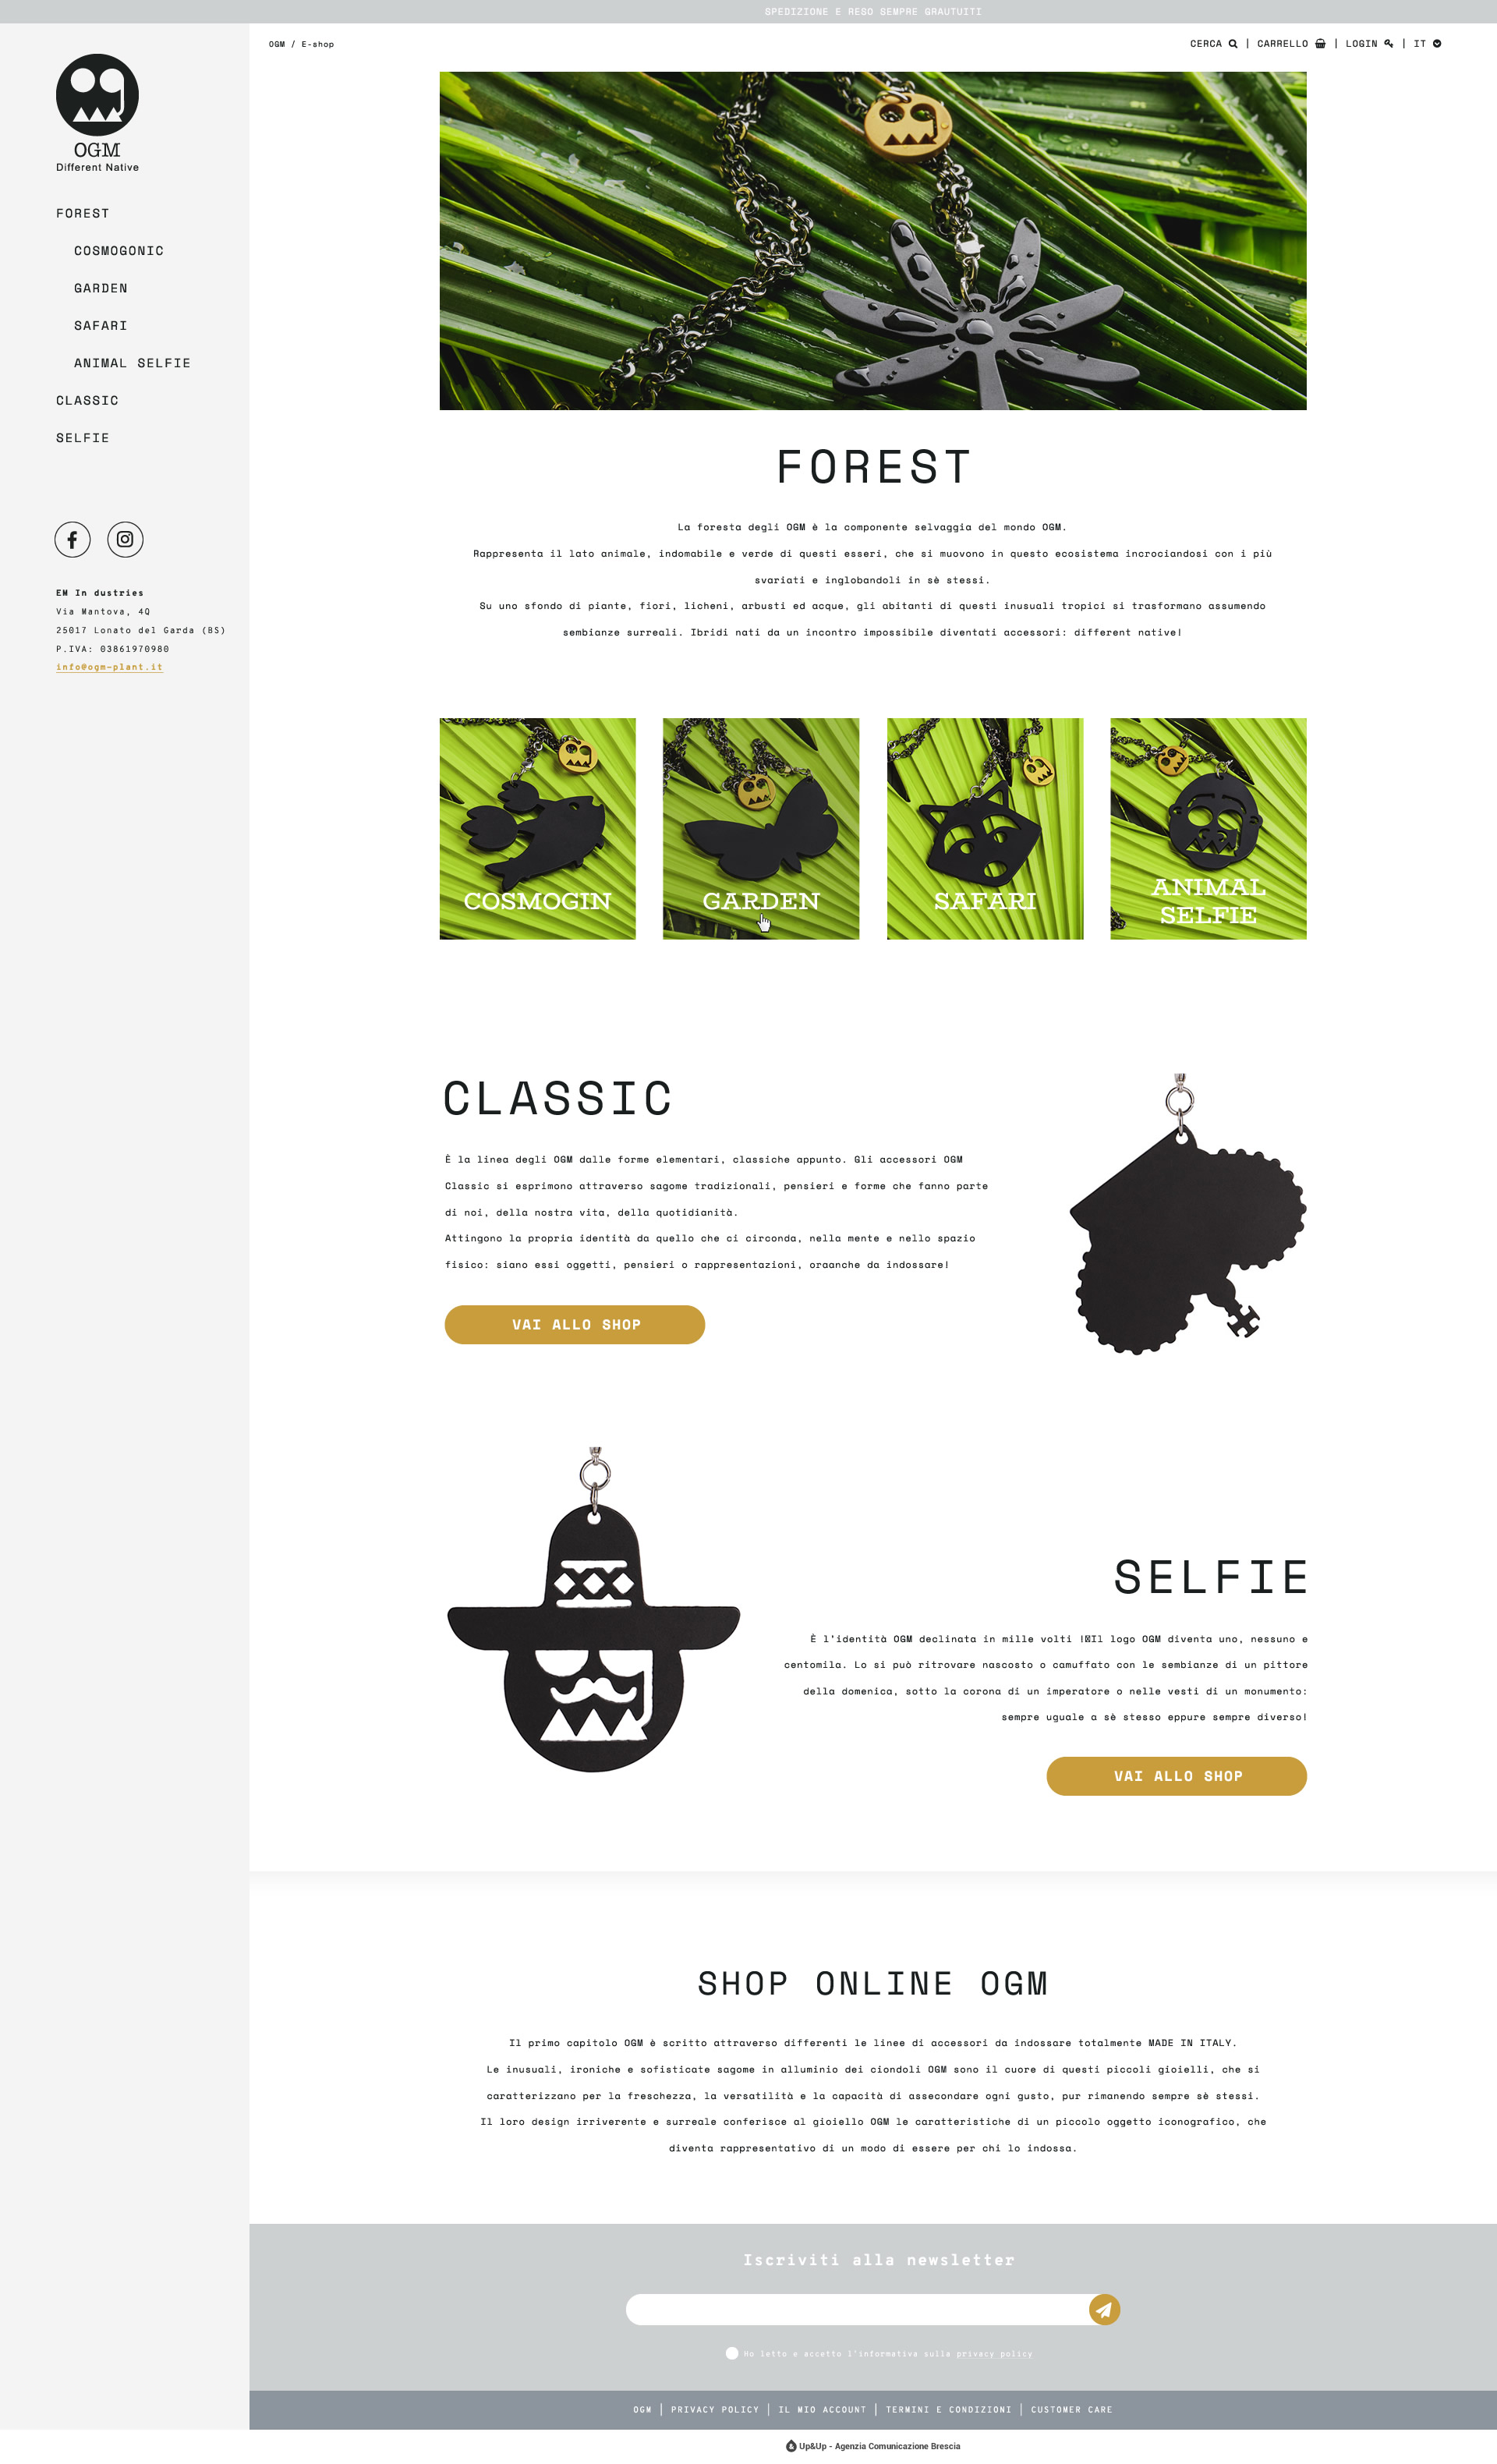 SPEDIZIONE E RESO SEMPRE GRAUTUITI
OGM / E-shop
CERCA | CARRELLO | LOGIN | IT
OGM
Different Native
FOREST
COSMOGONIC
GARDEN
SAFARI
ANIMAL SELFIE
CLASSIC
SELFIE
EM In dustries
Via Mantova, 4Q
25017 Lonato del Garda (BS)
P.IVA: 03861970980
info@ogm-plant.it
FOREST
La foresta degli OGM è la componente selvaggia del mondo OGM.
Rappresenta il lato animale, indomabile e verde di questi esseri, che si muovono in questo ecosistema incrociandosi con i più
svariati e inglobandoli in sè stessi.
Su uno sfondo di piante, fiori, licheni, arbusti ed acque, gli abitanti di questi inusuali tropici si trasformano assumendo
sembianze surreali. Ibridi nati da un incontro impossibile diventati accessori: different native!
COSMOGIN
GARDEN
SAFARI
ANIMAL
SELFIE
CLASSIC
È la linea degli OGM dalle forme elementari, classiche appunto. Gli accessori OGM
Classic si esprimono attraverso sagome tradizionali, pensieri e forme che fanno parte
di noi, della nostra vita, della quotidianità.
Attingono la propria identità da quello che ci circonda, nella mente e nello spazio
fisico: siano essi oggetti, pensieri o rappresentazioni, oraanche da indossare!
VAI ALLO SHOP
SELFIE
È l'identità OGM declinata in mille volti !Il logo OGM diventa uno, nessuno e
centomila. Lo si può ritrovare nascosto o camuffato con le sembianze di un pittore
della domenica, sotto la corona di un imperatore o nelle vesti di un monumento:
sempre uguale a sè stesso eppure sempre diverso!
VAI ALLO SHOP
SHOP ONLINE OGM
Il primo capitolo OGM è scritto attraverso differenti le linee di accessori da indossare totalmente MADE IN ITALY.
Le inusuali, ironiche e sofisticate sagome in alluminio dei ciondoli OGM sono il cuore di questi piccoli gioielli, che si
caratterizzano per la freschezza, la versatilità e la capacità di assecondare ogni gusto, pur rimanendo sempre sè stessi.
Il loro design irriverente e surreale conferisce al gioiello OGM le caratteristiche di un piccolo oggetto iconografico, che
diventa rappresentativo di un modo di essere per chi lo indossa.
Iscriviti alla newsletter
Ho letto e accetto l'informativa sulla privacy policy
OGM | PRIVACY POLICY | IL MIO ACCOUNT | TERMINI E CONDIZIONI | CUSTOMER CARE
Up&Up - Agenzia Comunicazione Brescia